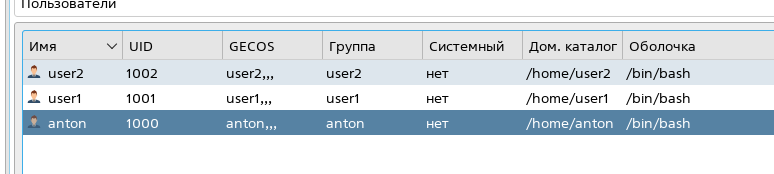 Пользователи
Имя UID GECOS Группа Системный Дом. каталог Оболочка
user2 1002 user2,,, user2 нет /home/user2 /bin/bash
user1 1001 user1,,, user1 нет /home/user1 /bin/bash
anton 1000 anton,,, anton нет /home/anton /bin/bash